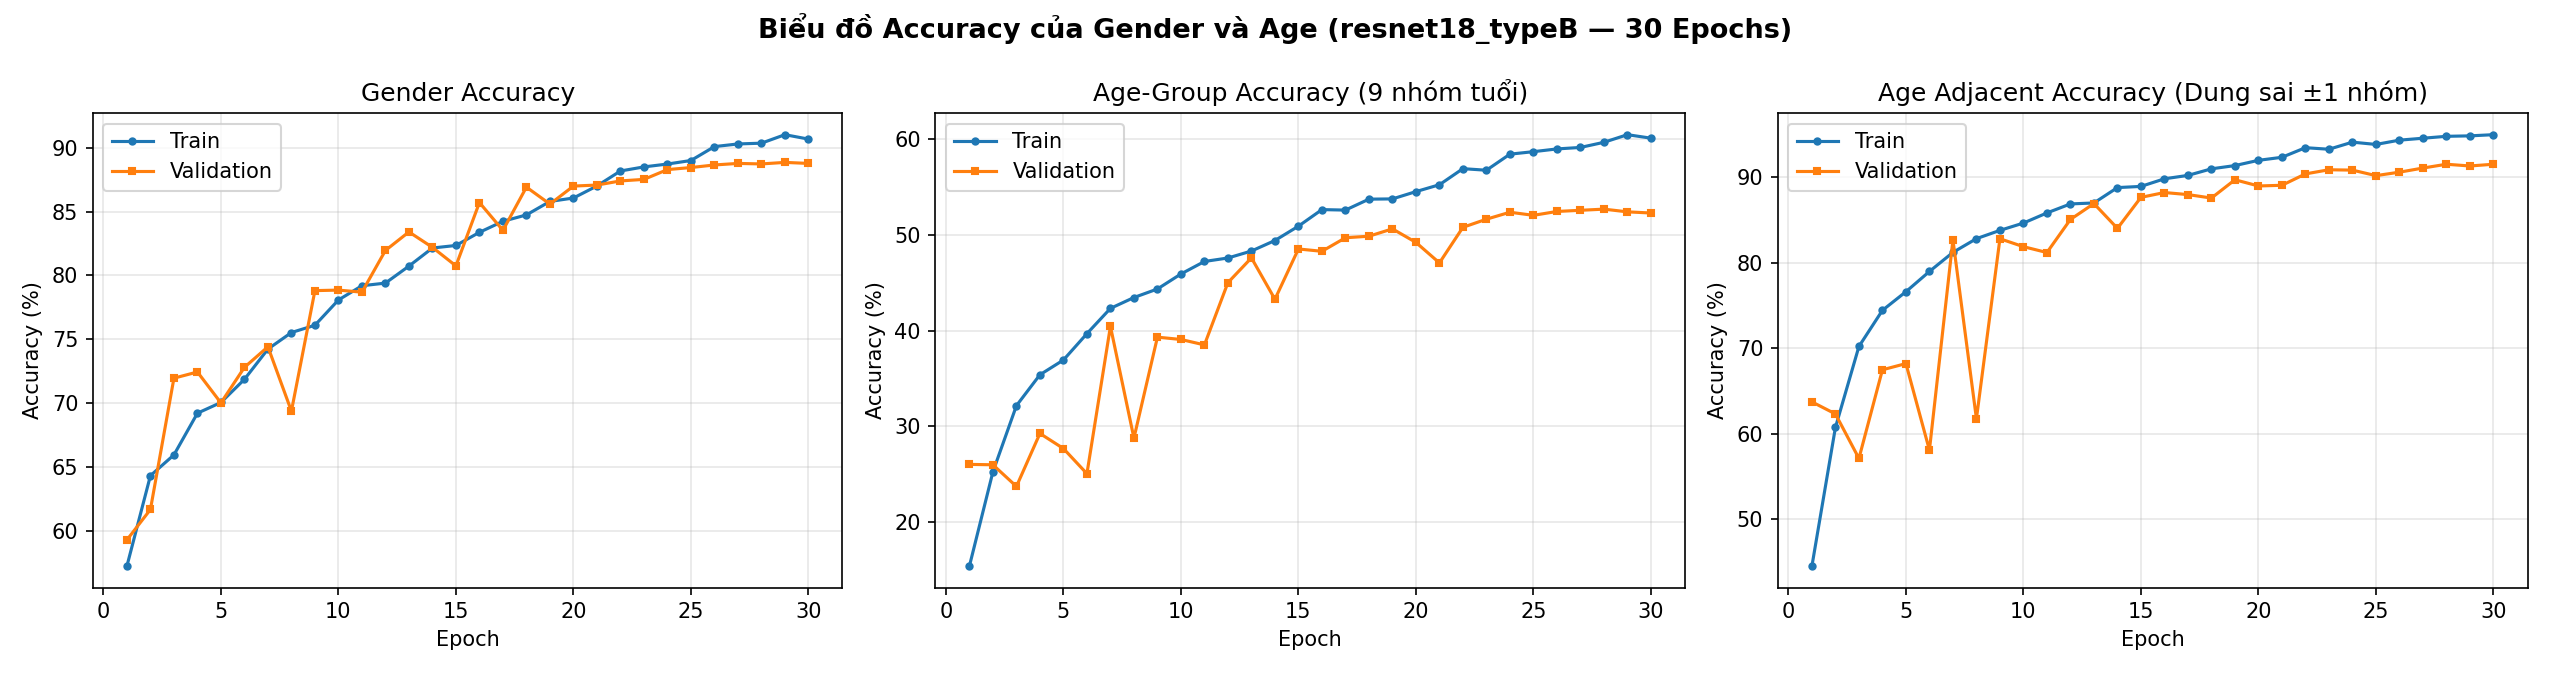 Biểu đồ Accuracy của Gender và Age (resnet18_typeB — 30 Epochs)
Gender Accuracy
Train
Validation
Accuracy (%)
90
85
80
75
70
65
60
0 5 10 15 20 25 30
Epoch
Age-Group Accuracy (9 nhóm tuổi)
Train
Validation
Accuracy (%)
60
50
40
30
20
0 5 10 15 20 25 30
Epoch
Age Adjacent Accuracy (Dung sai ±1 nhóm)
Train
Validation
Accuracy (%)
90
80
70
60
50
0 5 10 15 20 25 30
Epoch